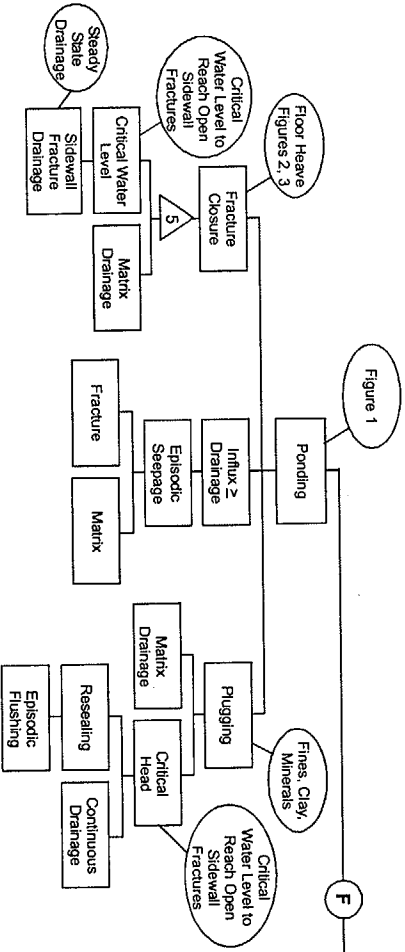 F
Figure 1
Ponding
Floor Heave
Figures 2, 3
Fracture
Closure
5
Critical
Water Level to
Reach Open
Sidewall
Fractures
Critical Water
Level
Matrix
Drainage
Steady
State
Drainage
Sidewall
Fracture
Drainage
Influx ≥
Drainage
Episodic
Seepage
Fracture
Matrix
Fines, Clay,
Minerals
Plugging
Matrix
Drainage
Critical
Head
Critical
Water Level to
Reach Open
Sidewall
Fractures
Resealing
Continuous
Drainage
Episodic
Flushing